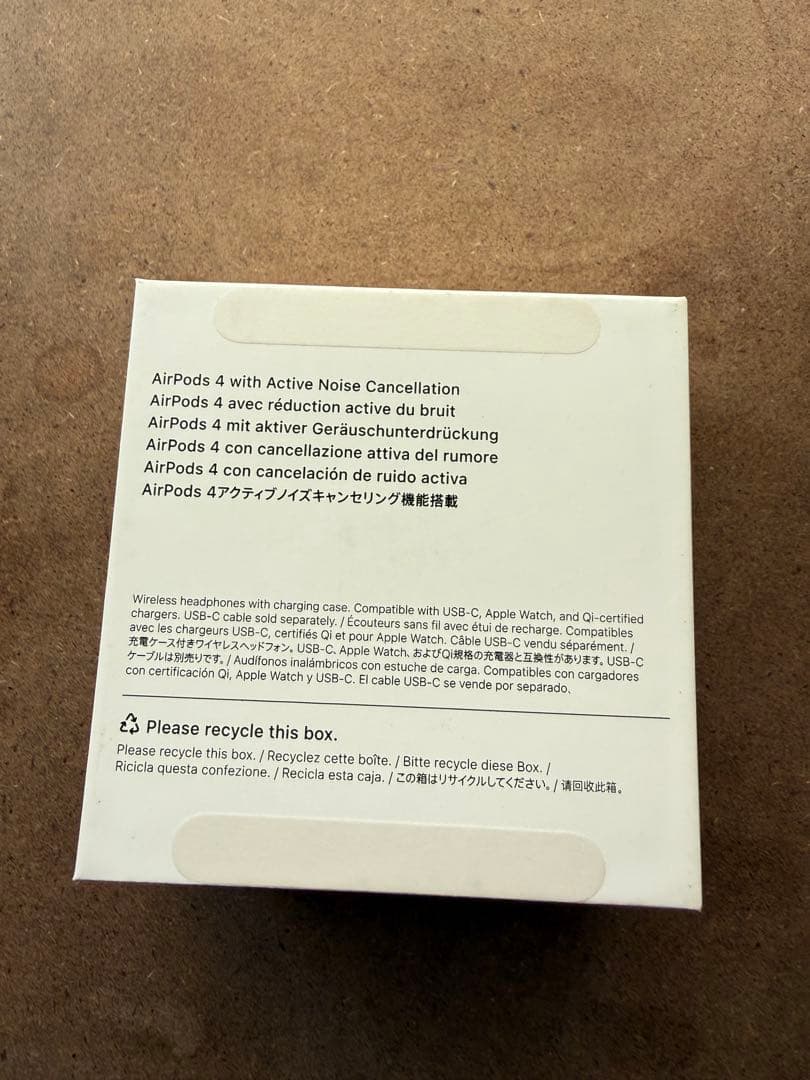 AirPods 4 with Active Noise Cancellation
AirPods 4 avec réduction active du bruit
AirPods 4 mit aktiver Geräuschunterdrückung
AirPods 4 con cancellazione attiva del rumore
AirPods 4 con cancelación de ruido activa
AirPods 4アクティブノイズキャンセリング機能搭載
Wireless headphones with charging case. Compatible with USB-C, Apple Watch, and Qi-certified
chargers. USB-C cable sold separately. / Écouteurs sans fil avec étui de recharge. Compatibles
avec les chargeurs USB-C, certifiés Qi et pour Apple Watch. Câble USB-C vendu séparément. /
充電ケース付きワイヤレスヘッドフォン。USB-C、Apple Watch、およびQi規格の充電器と互換性があります。USB-C
ケーブルは別売りです。/ Audífonos inalámbricos con estuche de carga. Compatibles con cargadores
con certificación Qi, Apple Watch y USB-C. El cable USB-C se vende por separado.
Please recycle this box.
Please recycle this box. / Recyclez cette boîte. / Bitte recycle diese Box. /
Ricicla questa confezione. / Recicla esta caja. / この箱はリサイクルしてください。/ 请回收此箱。